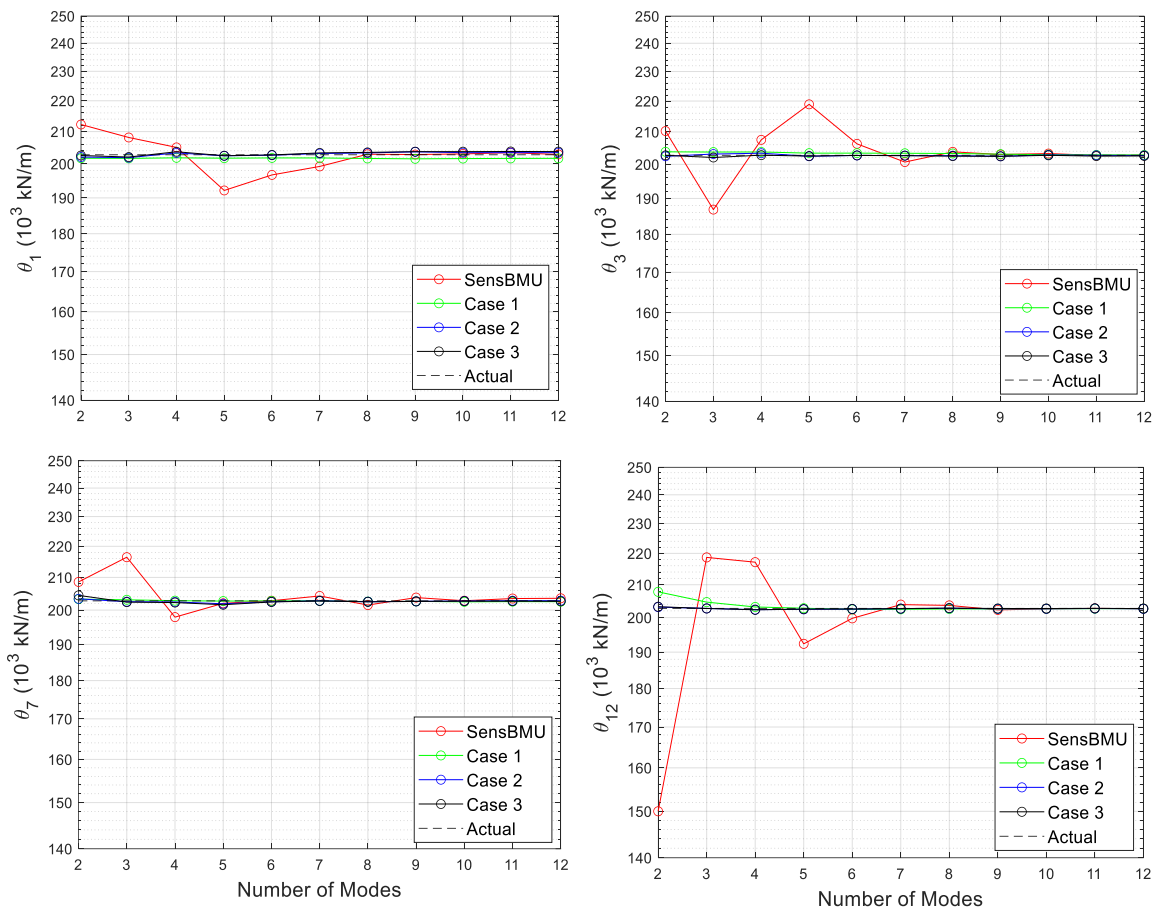 250
240
230
220
210
200
190
180
170
160
150
140
2 3 4 5 6 7 8 9 10 11 12
θ1 (10^3 kN/m)
SensBMU
Case 1
Case 2
Case 3
Actual
250
240
230
220
210
200
190
180
170
160
150
140
2 3 4 5 6 7 8 9 10 11 12
θ3 (10^3 kN/m)
SensBMU
Case 1
Case 2
Case 3
Actual
250
240
230
220
210
200
190
180
170
160
150
140
2 3 4 5 6 7 8 9 10 11 12
θ7 (10^3 kN/m)
Number of Modes
SensBMU
Case 1
Case 2
Case 3
Actual
250
240
230
220
210
200
190
180
170
160
150
140
2 3 4 5 6 7 8 9 10 11 12
θ12 (10^3 kN/m)
Number of Modes
SensBMU
Case 1
Case 2
Case 3
Actual